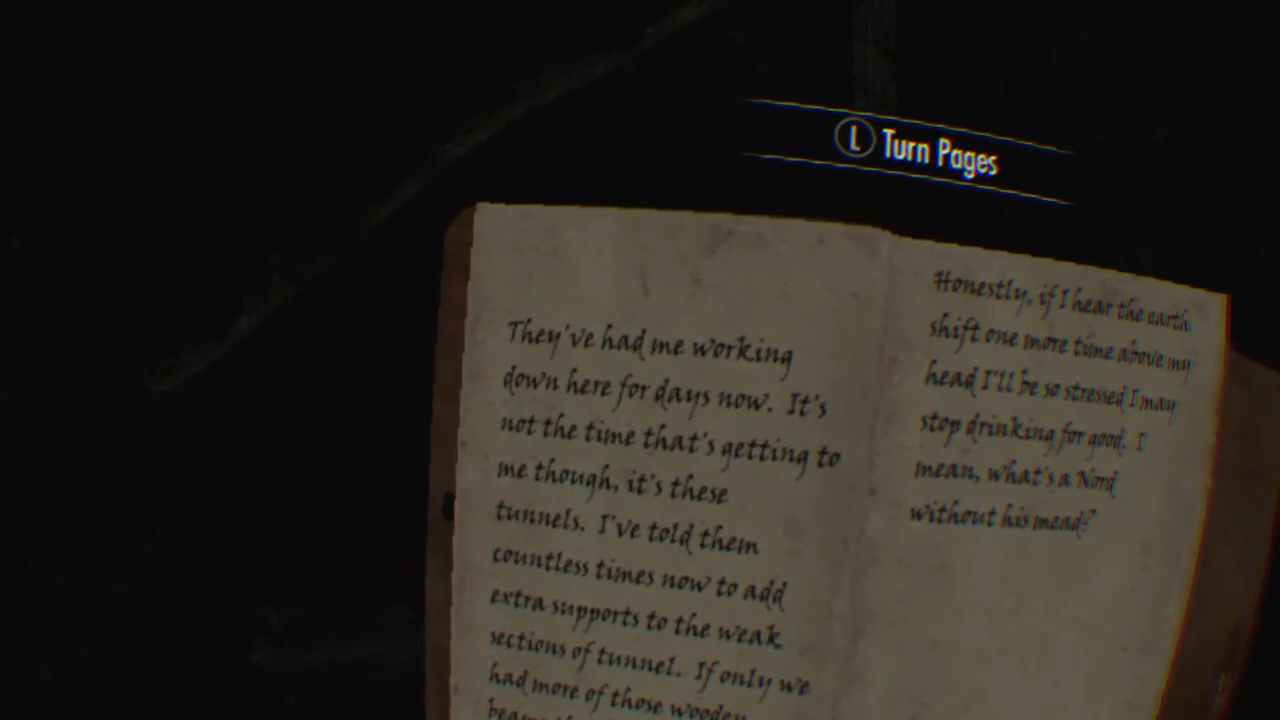 L Turn Pages
They've had me working
down here for days now. It's
not the time that's getting to
me though, it's these
tunnels. I've told them
countless times now to add
extra supports to the weak
sections of tunnel. If only we
had more of those wooden
Honestly, if I hear the earth
shift one more time above my
head I'll be so stressed I may
stop drinking for good. I
mean, what's a Nord
without his mead?